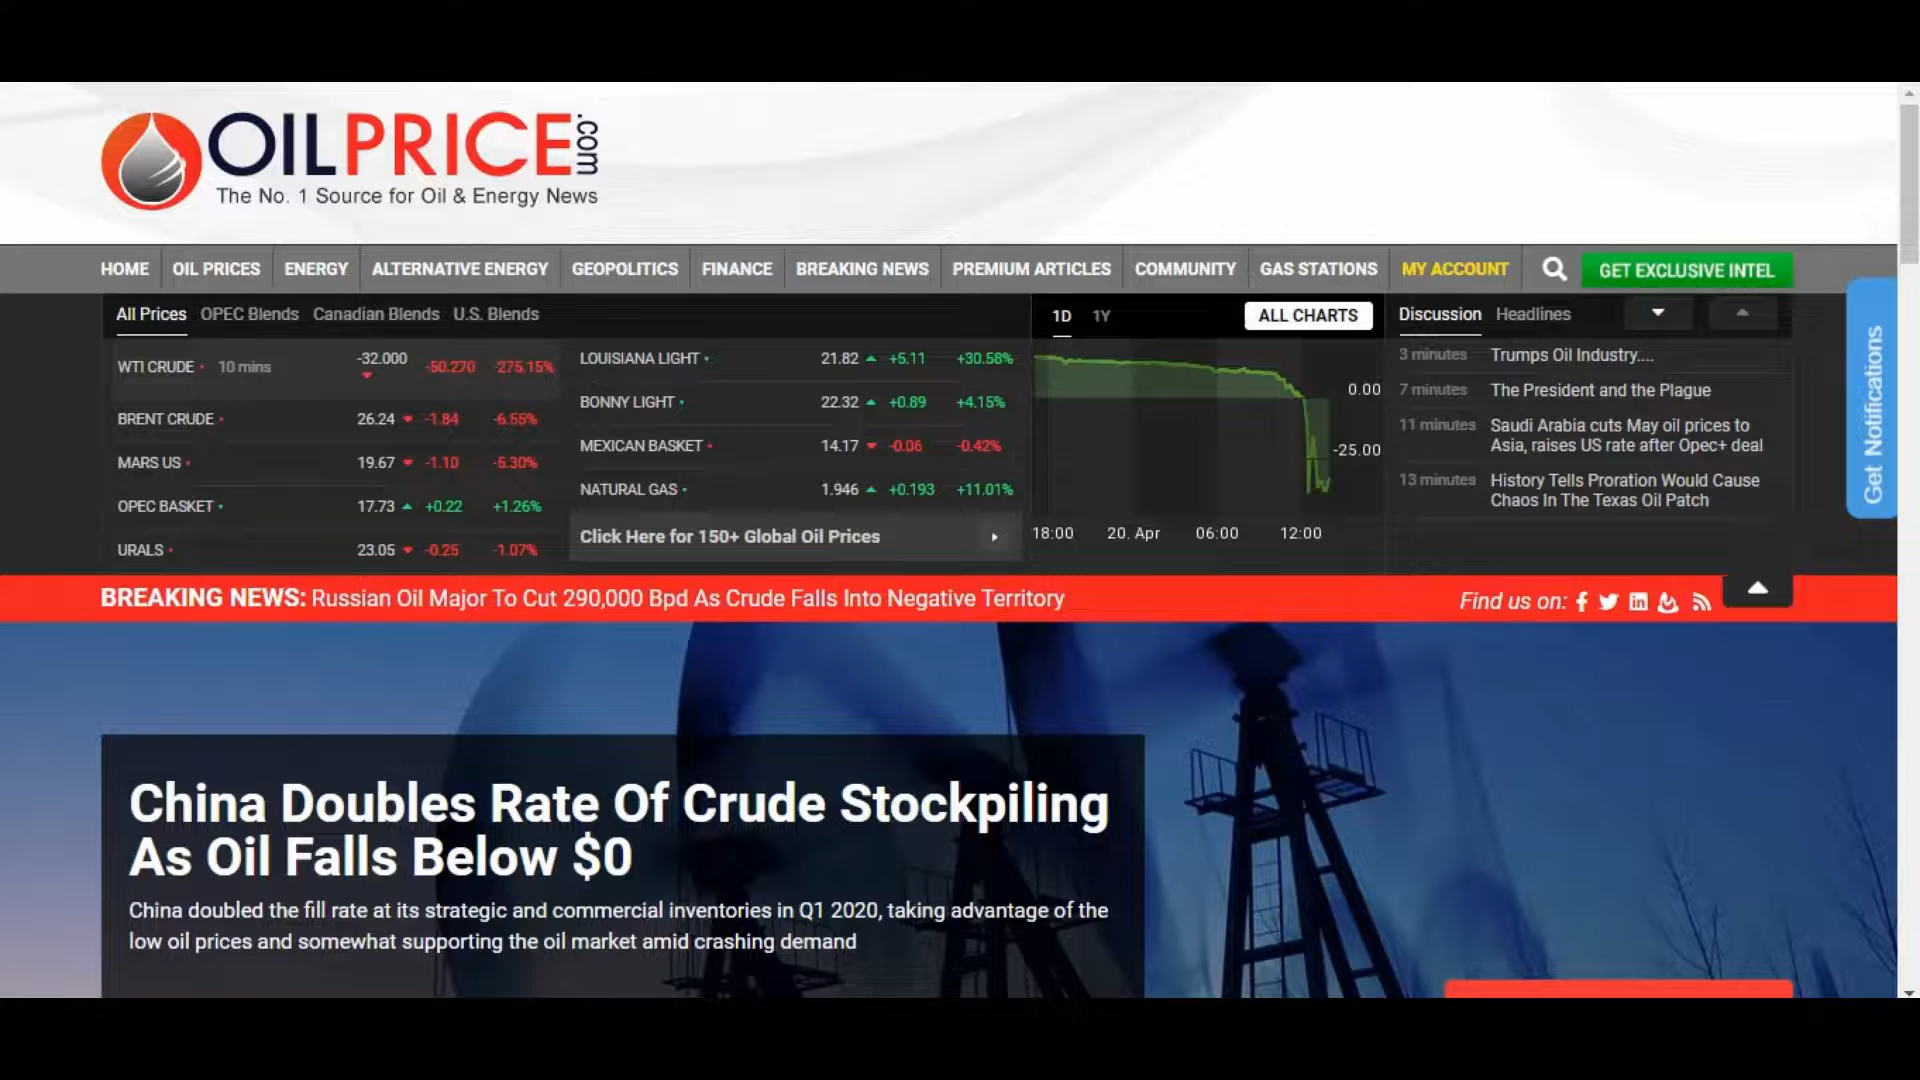 OILPRICE.com
The No. 1 Source for Oil & Energy News
HOME OIL PRICES ENERGY ALTERNATIVE ENERGY GEOPOLITICS FINANCE BREAKING NEWS PREMIUM ARTICLES COMMUNITY GAS STATIONS MY ACCOUNT GET EXCLUSIVE INTEL
All Prices OPEC Blends Canadian Blends U.S. Blends
WTI CRUDE 10 mins -32.000 -50.270 -275.15%
BRENT CRUDE 26.24 -1.84 -6.55%
MARS US 19.67 -1.10 -5.30%
OPEC BASKET 17.73 +0.22 +1.26%
URALS 23.05 -0.25 -1.07%
LOUISIANA LIGHT 21.82 +5.11 +30.58%
BONNY LIGHT 22.32 +0.89 +4.15%
MEXICAN BASKET 14.17 -0.06 -0.42%
NATURAL GAS 1.946 +0.193 +11.01%
Click Here for 150+ Global Oil Prices
1D 1Y ALL CHARTS
0.00
-25.00
18:00 20. Apr 06:00 12:00
Discussion Headlines
3 minutes Trumps Oil Industry....
7 minutes The President and the Plague
11 minutes Saudi Arabia cuts May oil prices to
Asia, raises US rate after Opec+ deal
13 minutes History Tells Proration Would Cause
Chaos In The Texas Oil Patch
Get Notifications
BREAKING NEWS: Russian Oil Major To Cut 290,000 Bpd As Crude Falls Into Negative Territory
Find us on:
China Doubles Rate Of Crude Stockpiling
As Oil Falls Below $0
China doubled the fill rate at its strategic and commercial inventories in Q1 2020, taking advantage of the
low oil prices and somewhat supporting the oil market amid crashing demand